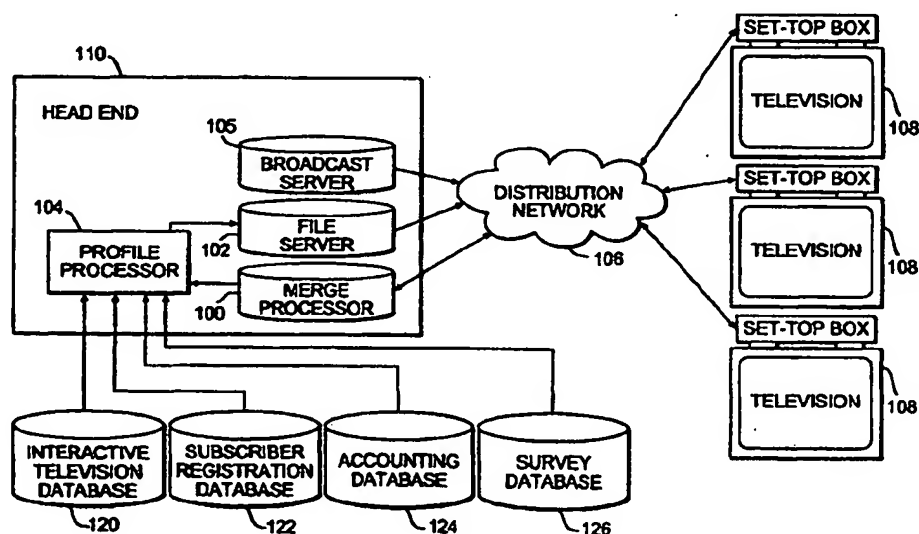 110
HEAD END
105
BROADCAST
SERVER
104
PROFILE
PROCESSOR
102
FILE
SERVER
100
MERGE
PROCESSOR
DISTRIBUTION
NETWORK
106
SET-TOP BOX
TELEVISION
108
SET-TOP BOX
TELEVISION
108
SET-TOP BOX
TELEVISION
108
INTERACTIVE
TELEVISION
DATABASE
120
SUBSCRIBER
REGISTRATION
DATABASE
122
ACCOUNTING
DATABASE
124
SURVEY
DATABASE
126